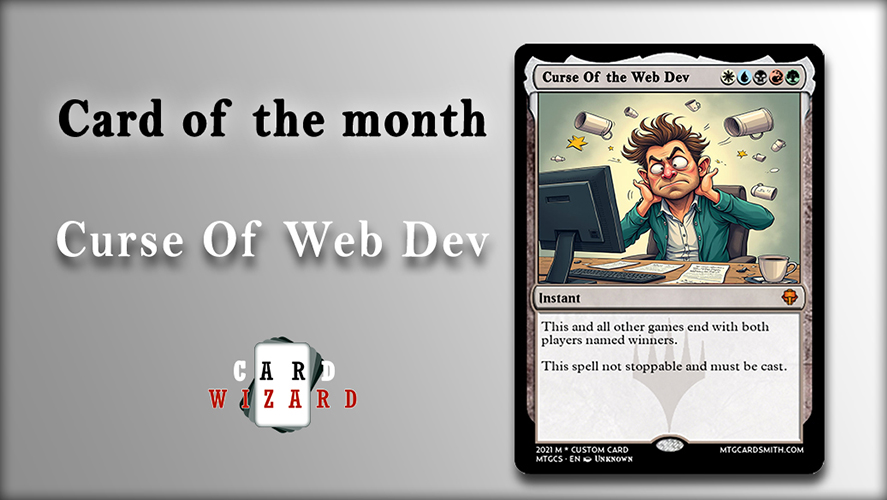 Card of the month
Curse Of Web Dev
CARD
WIZARD
Curse Of the Web Dev
Instant
This and all other games end with both
players named winners.
This spell not stoppable and must be cast.
2021 M * CUSTOM CARD
MTGCS · EN UNKNOWN
MTGCARDSMITH.COM